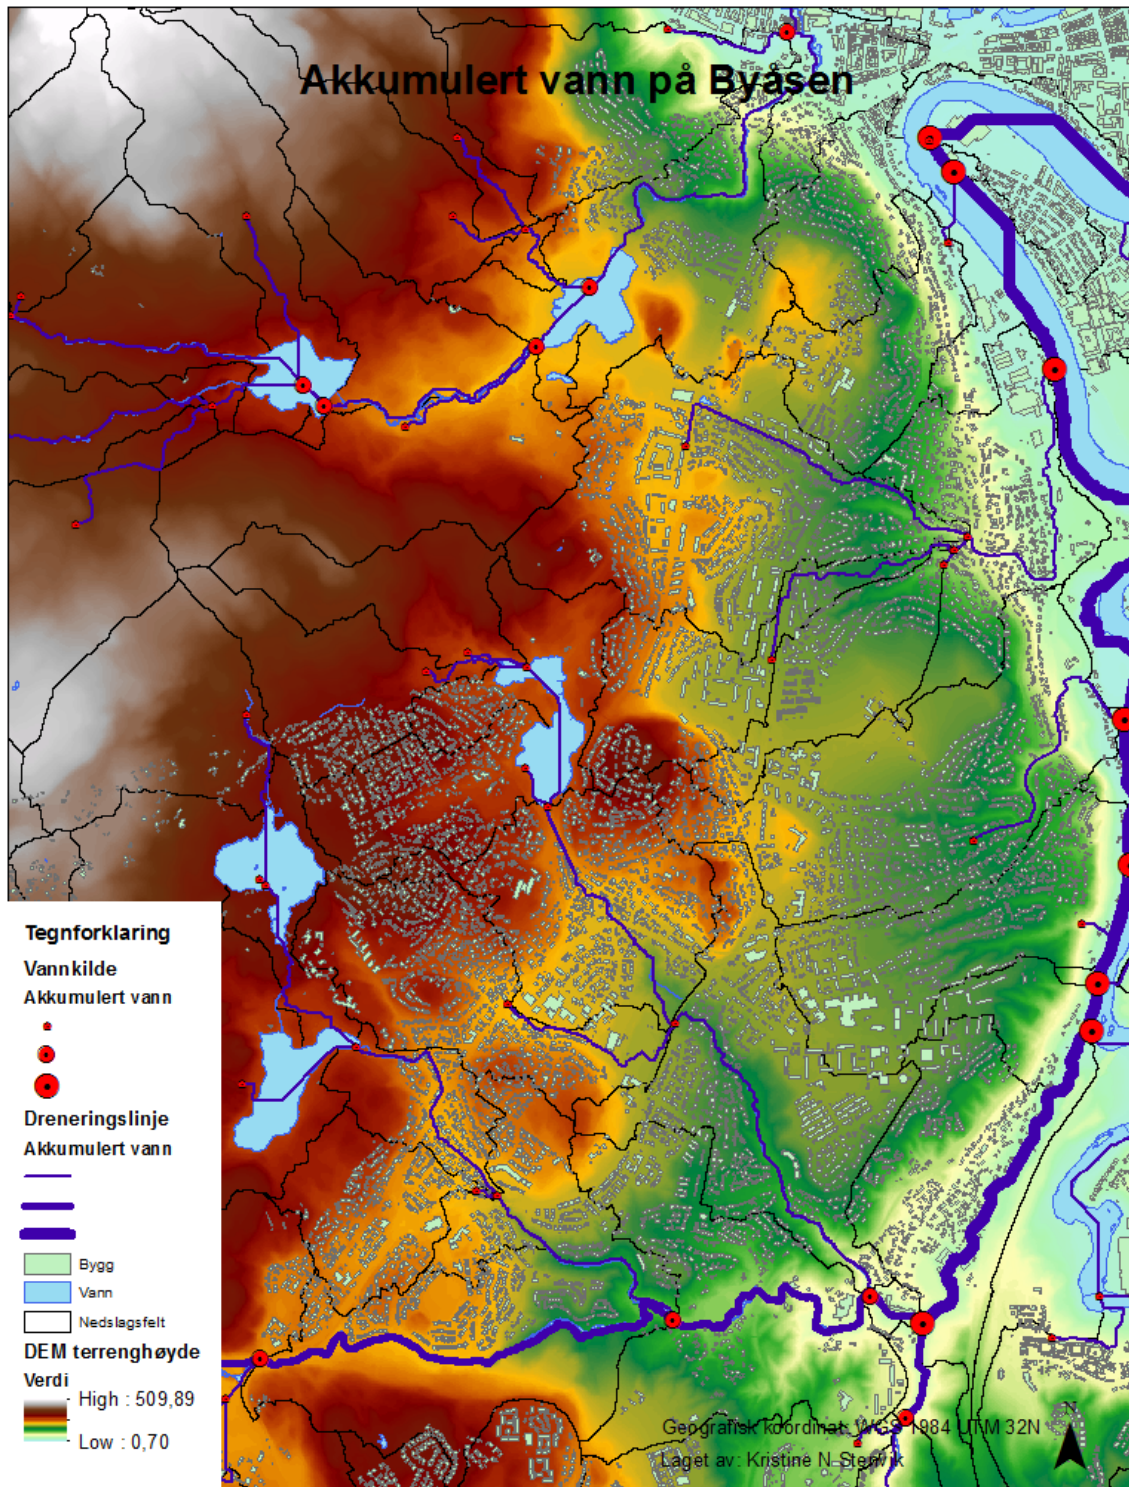 Akkumulert vann på Byåsen
Tegnforklaring
Vannkilde
Akkumulert vann
Dreneringslinje
Akkumulert vann
Bygg
Vann
Nedslagsfelt
DEM terrenghøyde
Verdi
High : 509,89
Low : 0,70
N
Geografisk koordinat: WGS 1984 UTM 32N
Laget av: Kristine N Stenvik